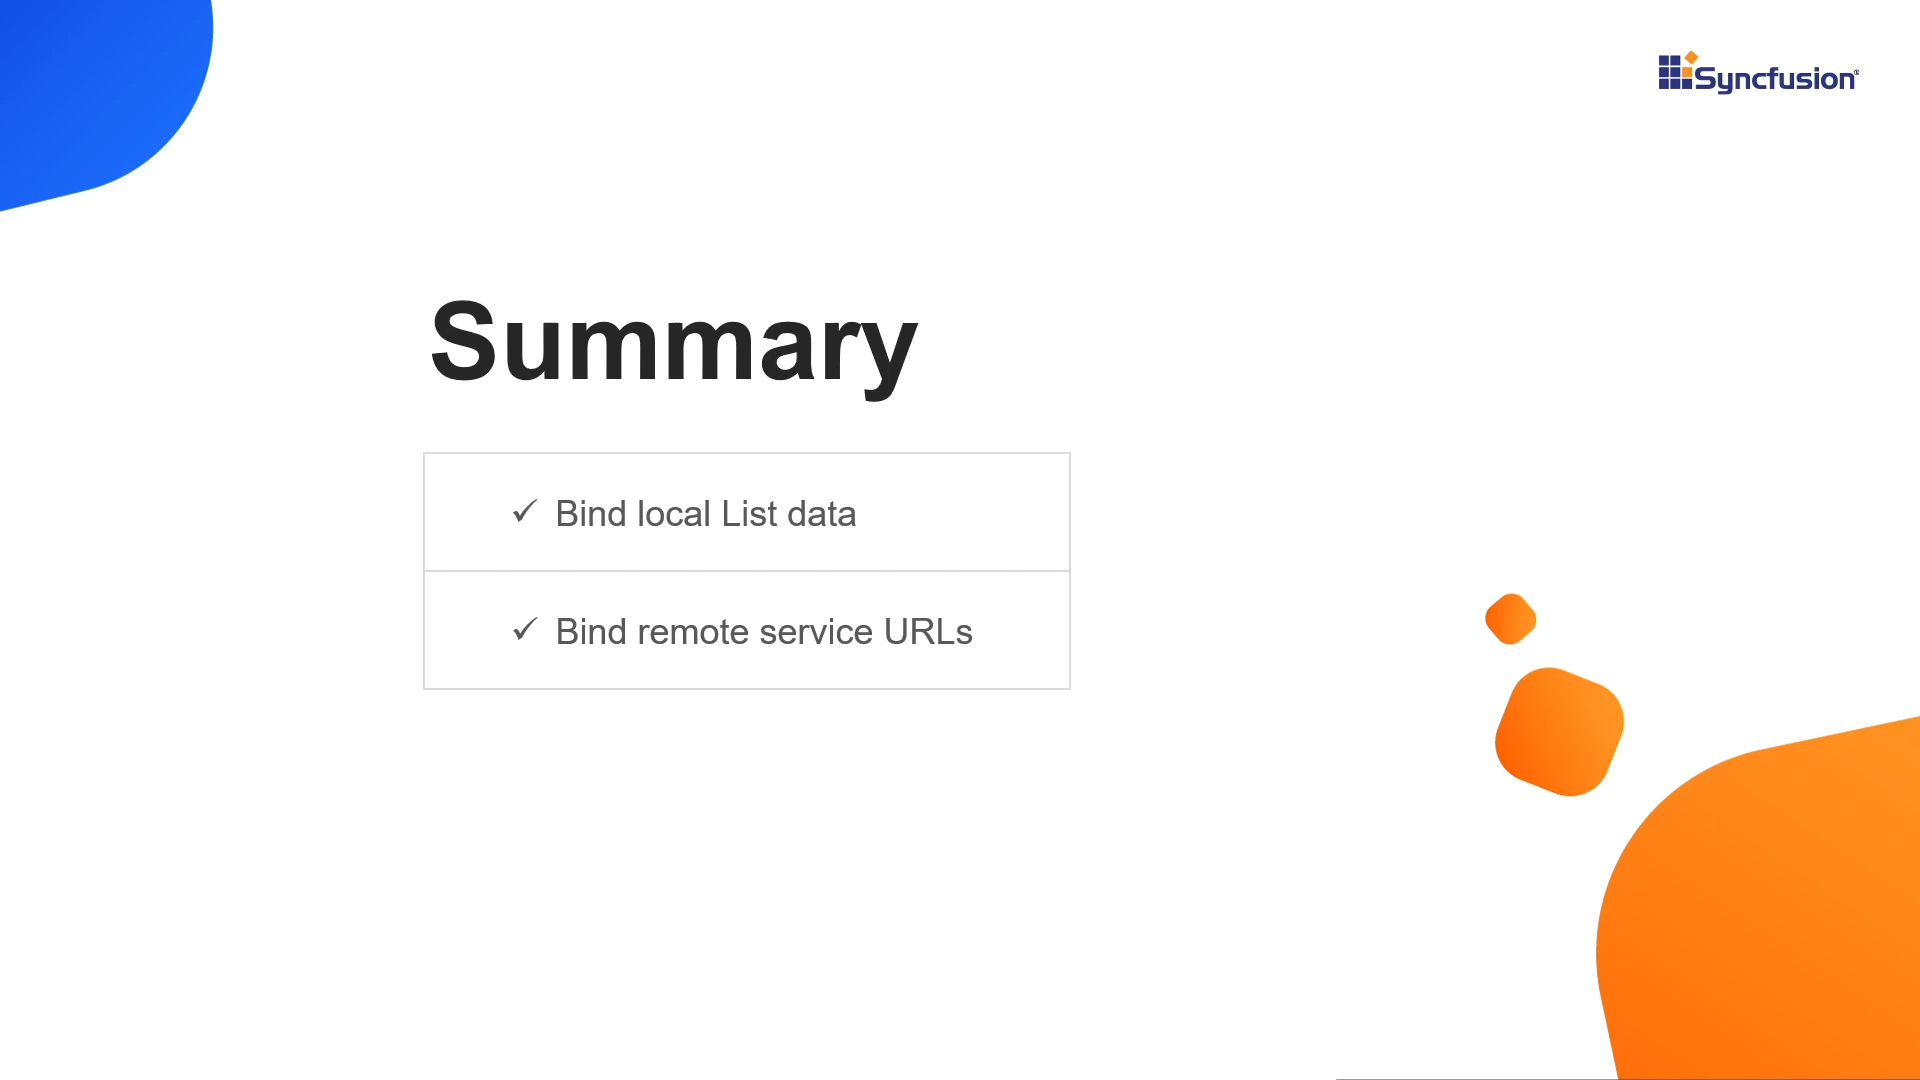 Syncfusion®
Summary
✓ Bind local List data
✓ Bind remote service URLs